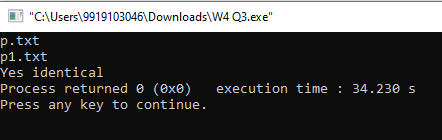 "C:\Users\9919103046\Downloads\W4 Q3.exe"
p.txt
p1.txt
Yes identical
Process returned 0 (0x0)   execution time : 34.230 s
Press any key to continue.